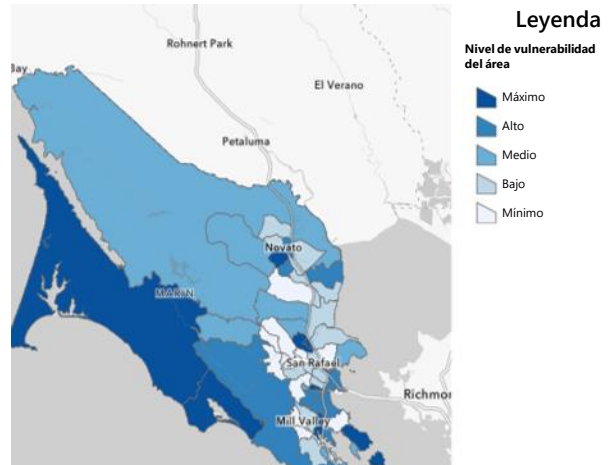 Leyenda
Nivel de vulnerabilidad
del área
Máximo
Alto
Medio
Bajo
Mínimo
Rohnert Park
Bay
El Verano
Petaluma
Novato
MARIN
San Rafael
Richmo
Mill Valley